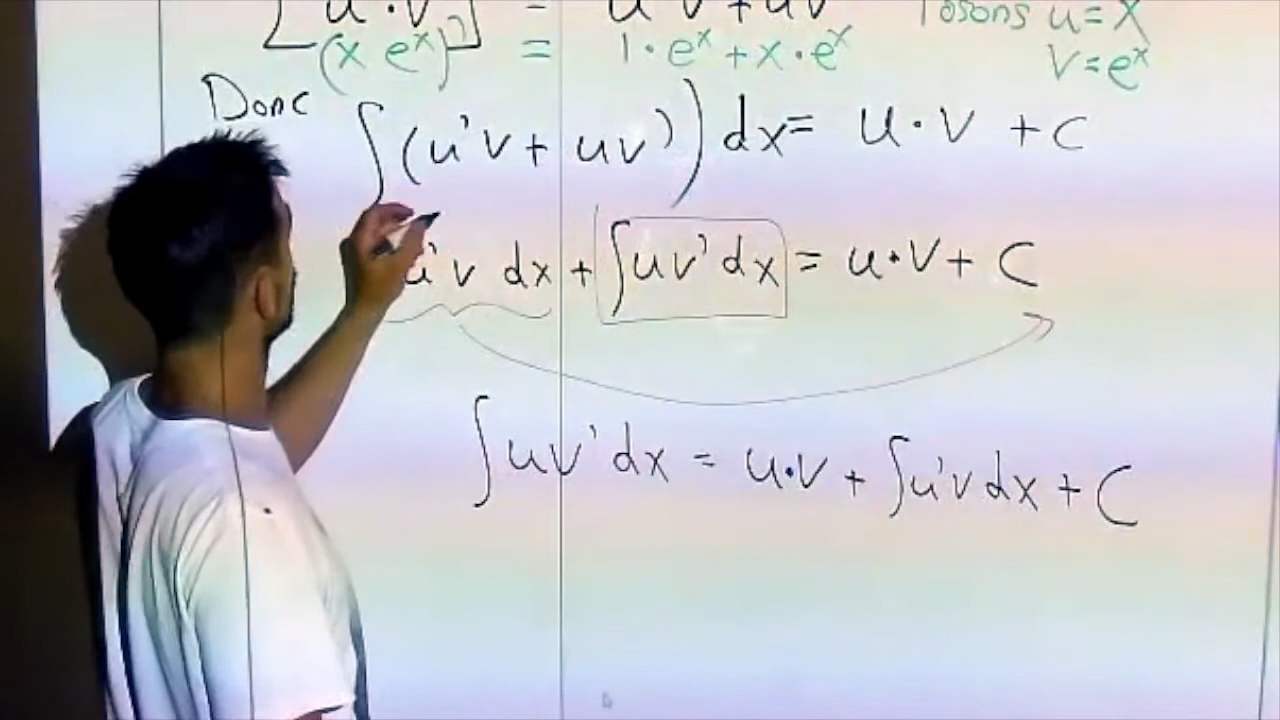 [u·v]' = u'v + uv' Posons u = x
(x eˣ)' = 1·eˣ + x·eˣ v = eˣ
Donc ∫(u'v + uv') dx = u·v + C
u'v dx + ∫uv' dx = u·v + C
∫uv' dx = u·v + ∫u'v dx + C